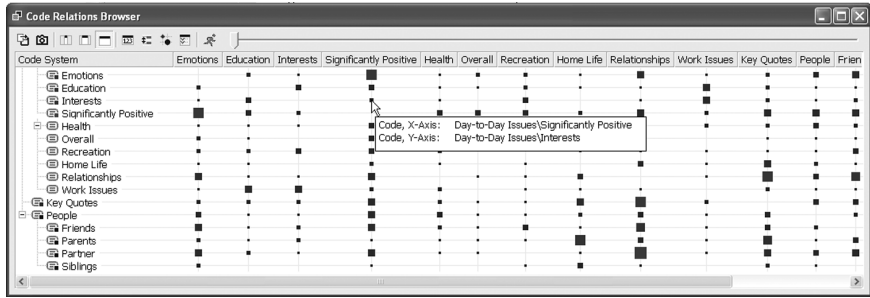 Code Relations Browser
Code System Emotions Education Interests Significantly Positive Health Overall Recreation Home Life Relationships Work Issues Key Quotes People Frien
Emotions
Education
Interests
Significantly Positive
Code, X-Axis: Day-to-Day Issues\Significantly Positive
Health
Code, Y-Axis: Day-to-Day Issues\Interests
Overall
Recreation
Home Life
Relationships
Work Issues
Key Quotes
People
Friends
Parents
Partner
Siblings